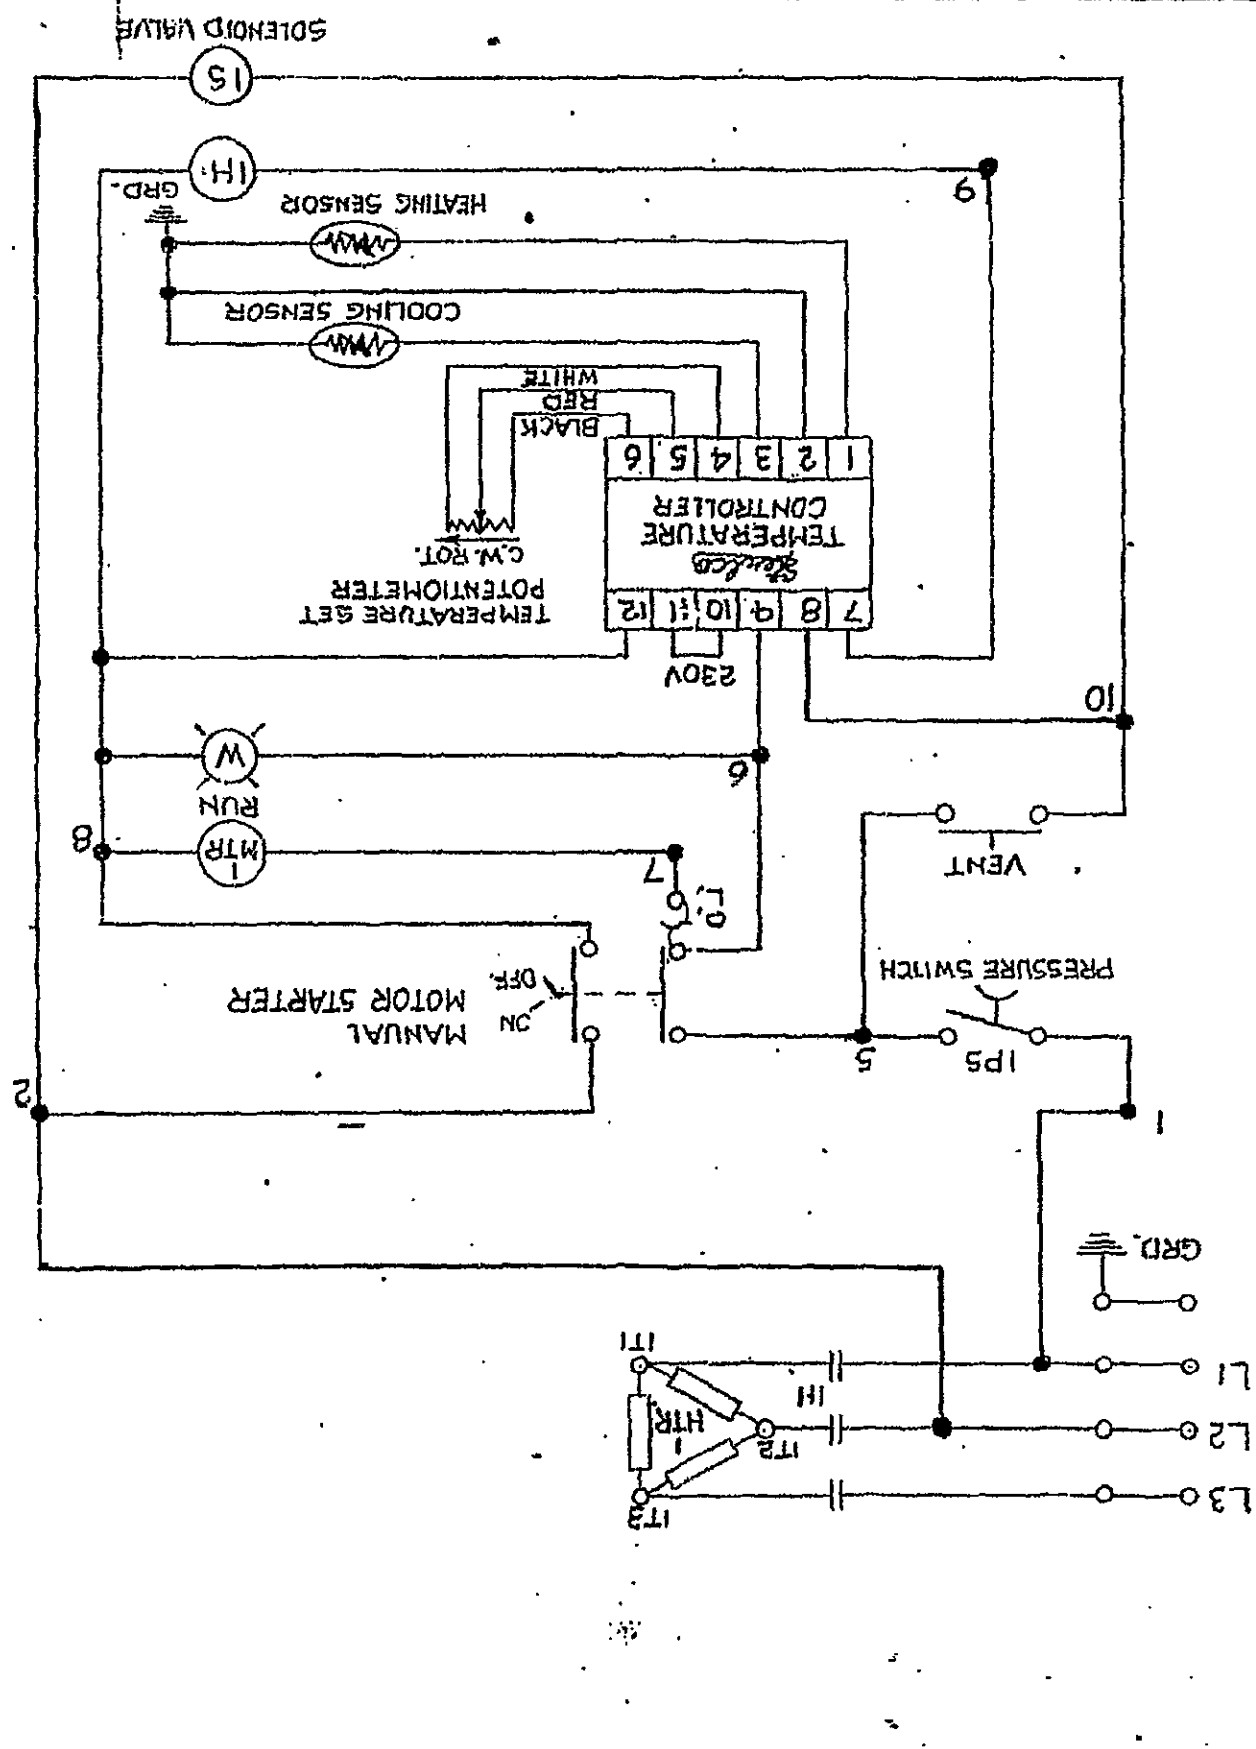 1T3
L3
L2
1T2
1
HTR.
L1
1H
1T1
GRD.
1
2
1PS
5
ON
MANUAL
MOTOR STARTER
OFF.
PRESSURE SWITCH
O.L.
VENT
7
1
MTR
8
RUN
6
W
10
230V
7 8 9 10 11 12
TEMPERATURE SET
POTENTIOMETER
C.W. ROT.
TEMPERATURE
CONTROLLER
1 2 3 4 5 6
BLACK
RED
WHITE
COOLING SENSOR
HEATING SENSOR
9
GRD.
1H
1S
SOLENOID VALVE